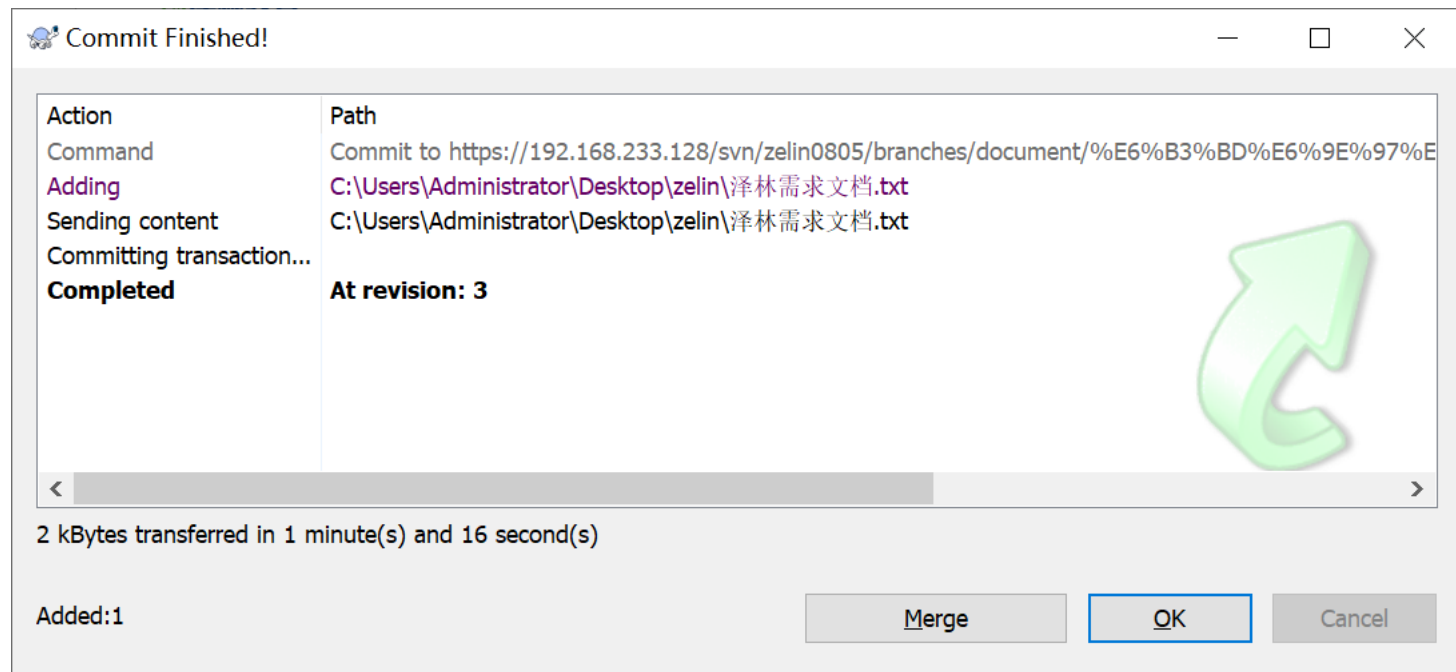 Commit Finished!
Action Path
Command Commit to https://192.168.233.128/svn/zelin0805/branches/document/%E6%B3%BD%E6%9E%97%E
Adding C:\Users\Administrator\Desktop\zelin\泽林需求文档.txt
Sending content C:\Users\Administrator\Desktop\zelin\泽林需求文档.txt
Committing transaction...
Completed At revision: 3
2 kBytes transferred in 1 minute(s) and 16 second(s)
Added:1 Merge OK Cancel